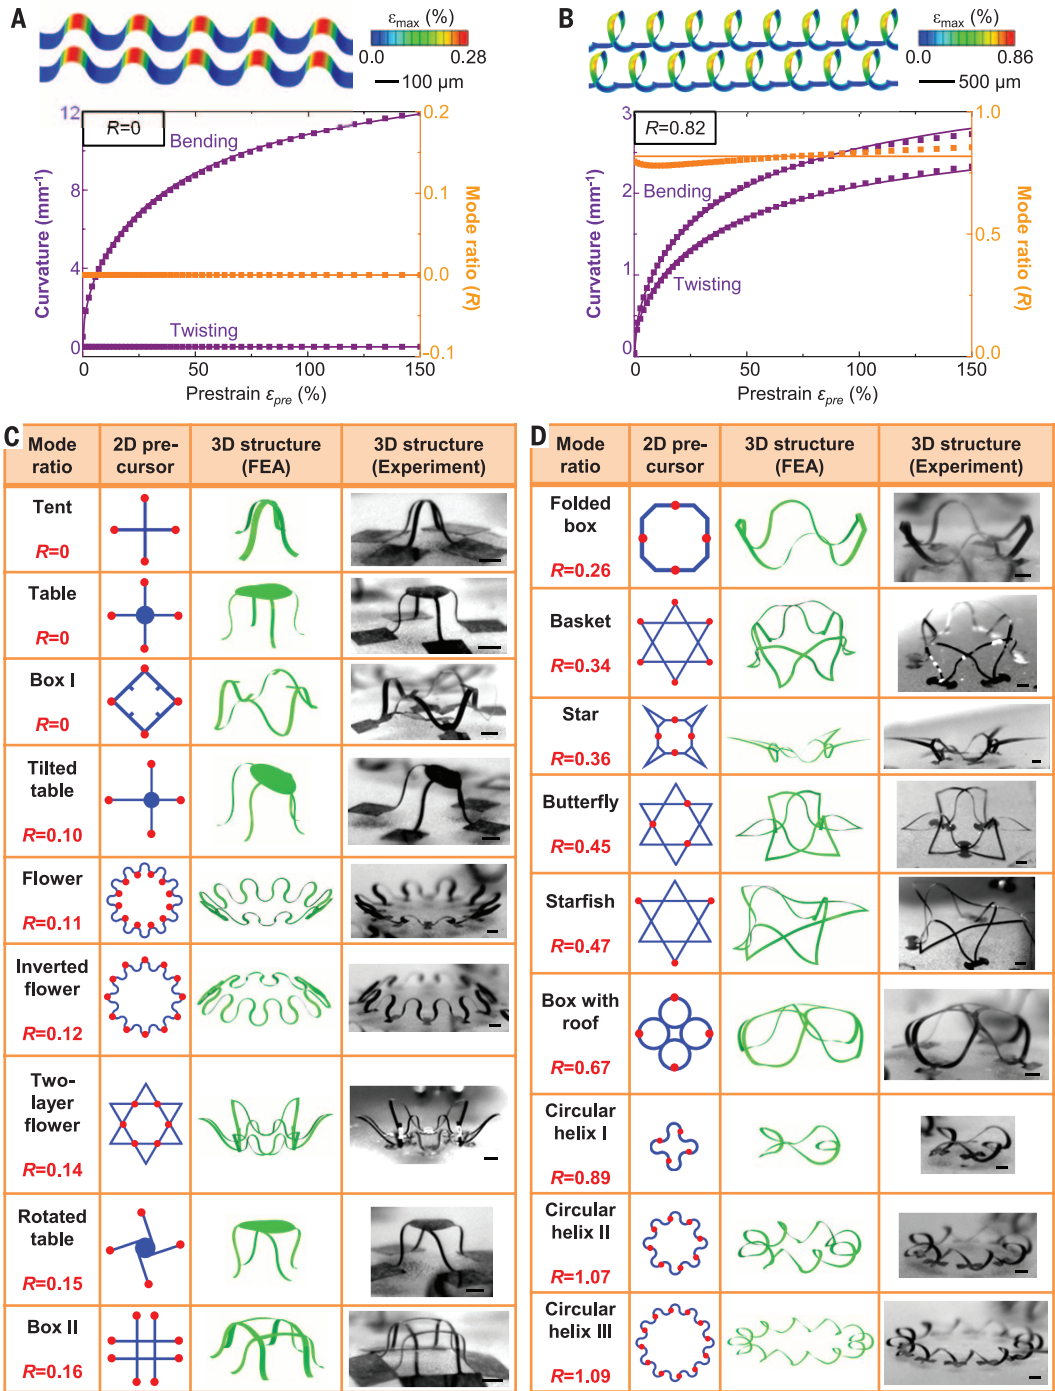 A
ε_max (%)
0.0 0.28
100 µm
12
0.2
R=0
Bending
8
0.1
4
0.0
Twisting
0
-0.1
Curvature (mm⁻¹)
Mode ratio (R)
0 50 100 150
Prestrain ε_pre (%)
B
ε_max (%)
0.0 0.86
500 µm
3
1.0
R=0.82
2
Bending
0.5
1
Twisting
0
0.0
Curvature (mm⁻¹)
Mode ratio (R)
0 50 100 150
Prestrain ε_pre (%)
C
Mode ratio
2D pre-cursor
3D structure (FEA)
3D structure (Experiment)
Tent
R=0
Table
R=0
Box I
R=0
Tilted table
R=0.10
Flower
R=0.11
Inverted flower
R=0.12
Two-layer flower
R=0.14
Rotated table
R=0.15
Box II
R=0.16
D
Mode ratio
2D pre-cursor
3D structure (FEA)
3D structure (Experiment)
Folded box
R=0.26
Basket
R=0.34
Star
R=0.36
Butterfly
R=0.45
Starfish
R=0.47
Box with roof
R=0.67
Circular helix I
R=0.89
Circular helix II
R=1.07
Circular helix III
R=1.09